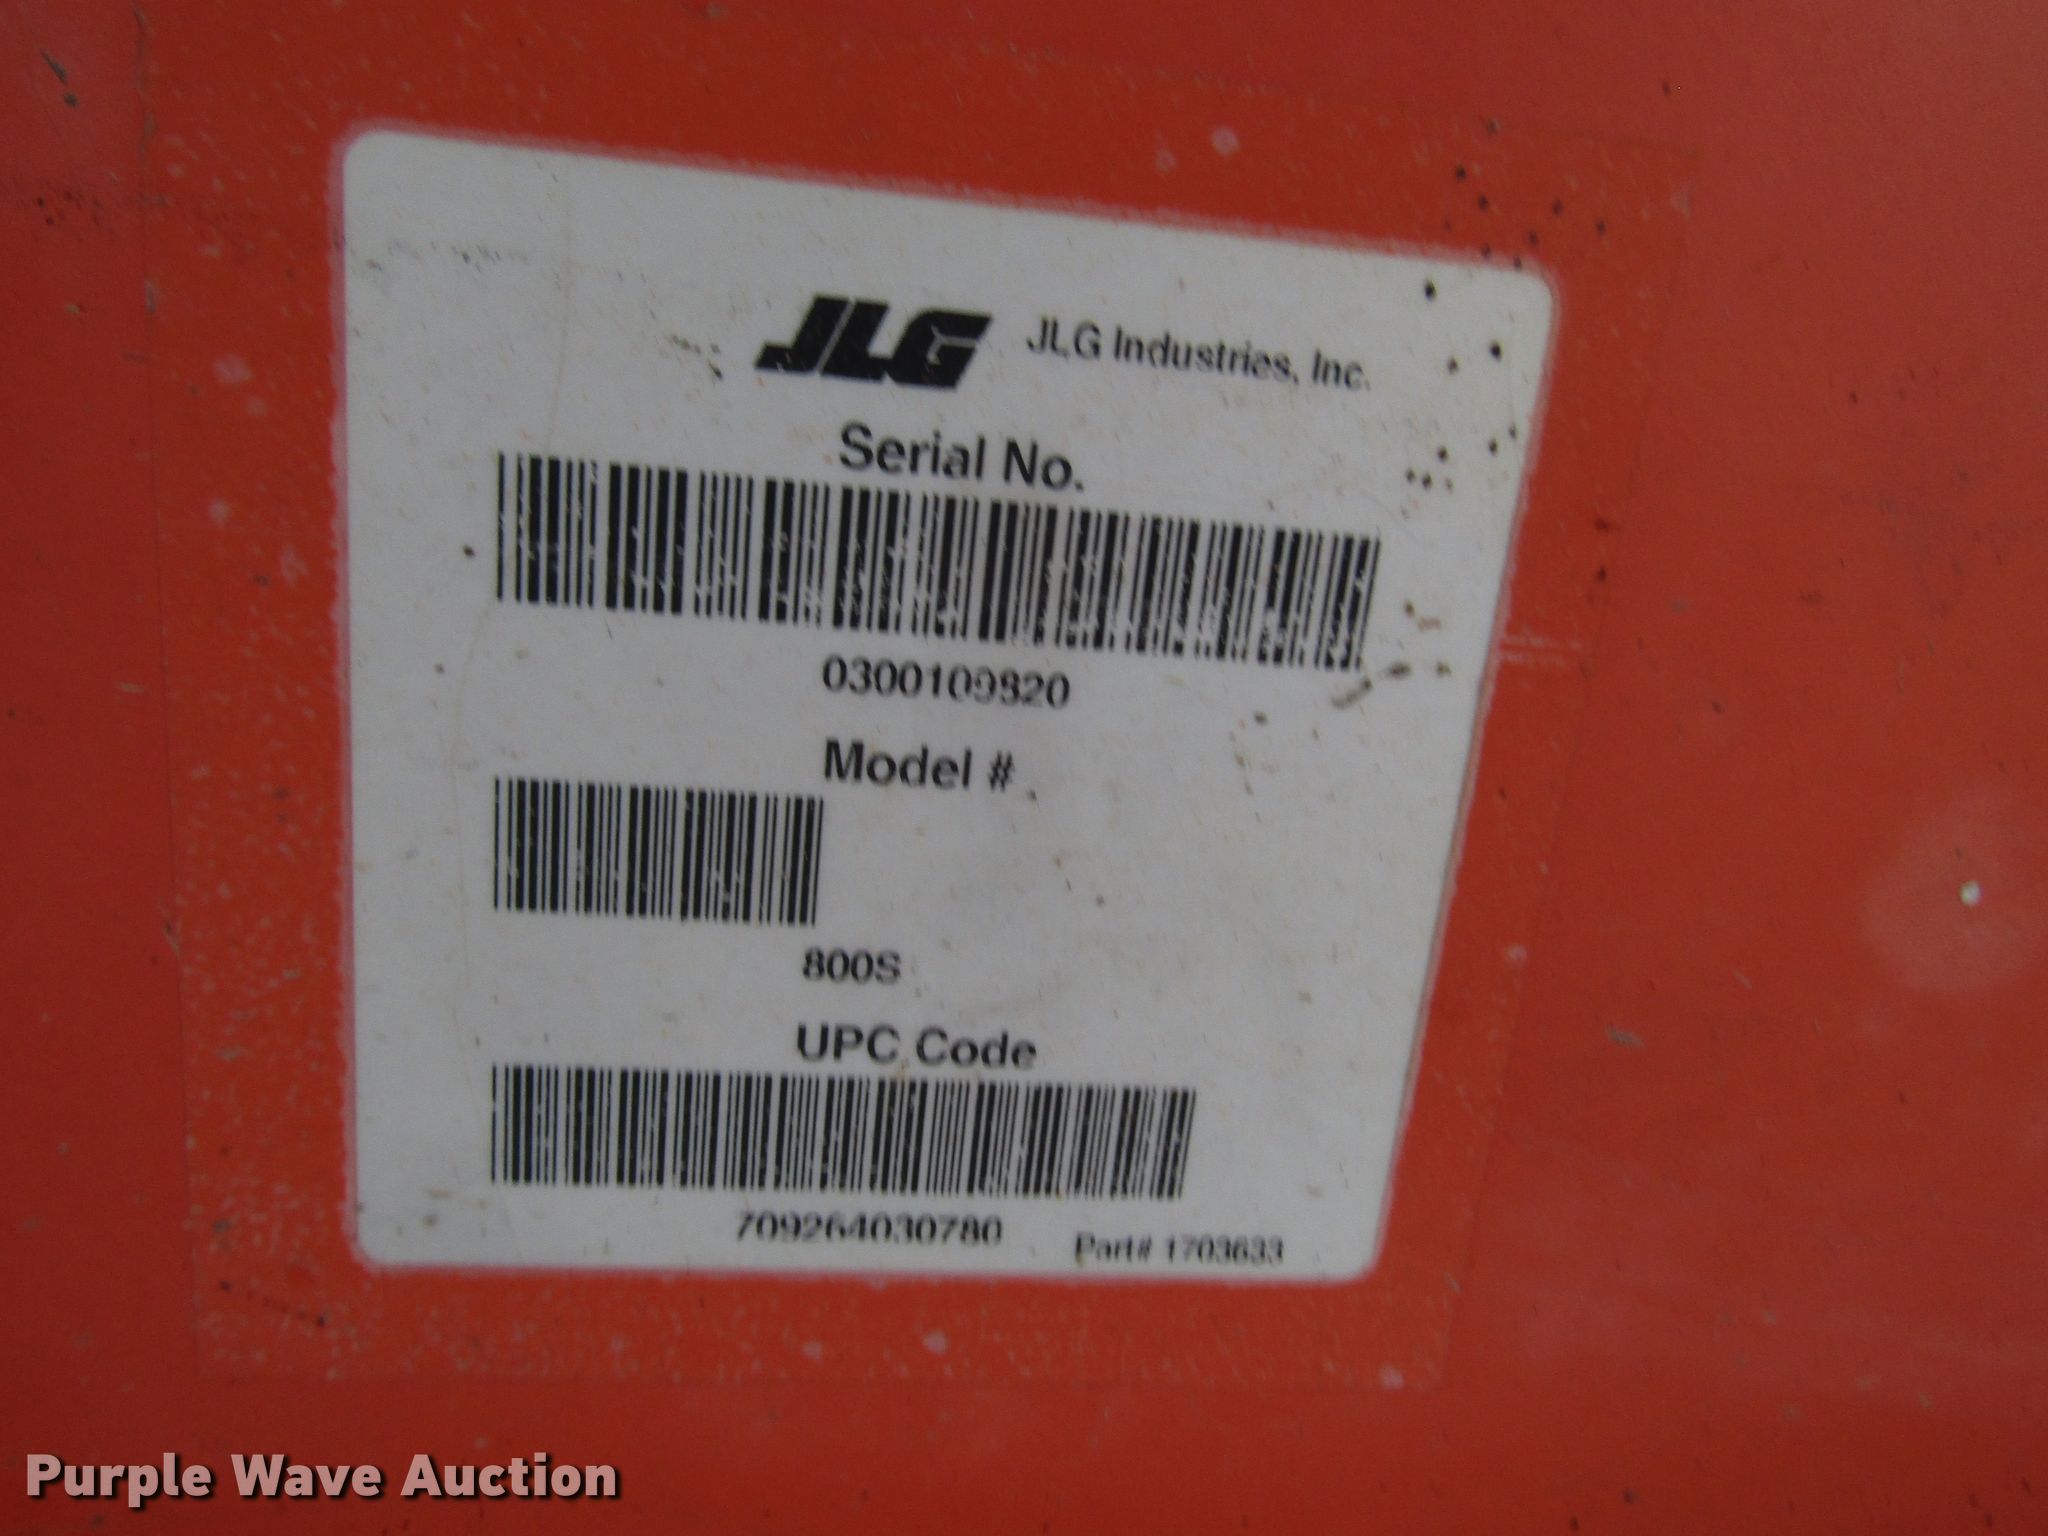 JLG JLG Industries, Inc.
Serial No.
0300109820
Model #
800S
UPC Code
709264030780
Part# 1703633
Purple Wave Auction